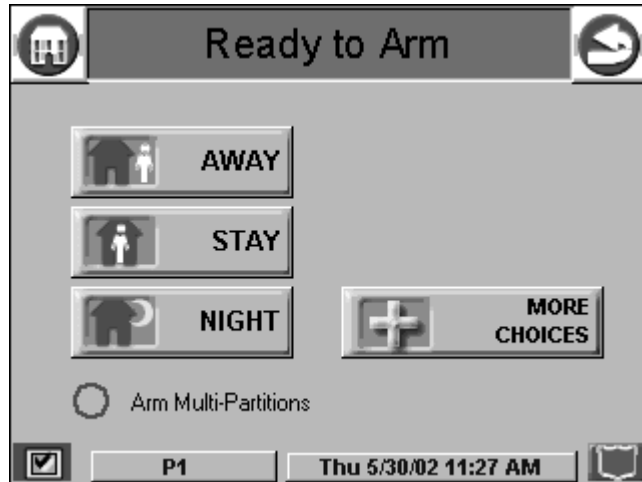 Ready to Arm
AWAY
STAY
NIGHT
MORE
CHOICES
Arm Multi-Partitions
P1
Thu 5/30/02 11:27 AM